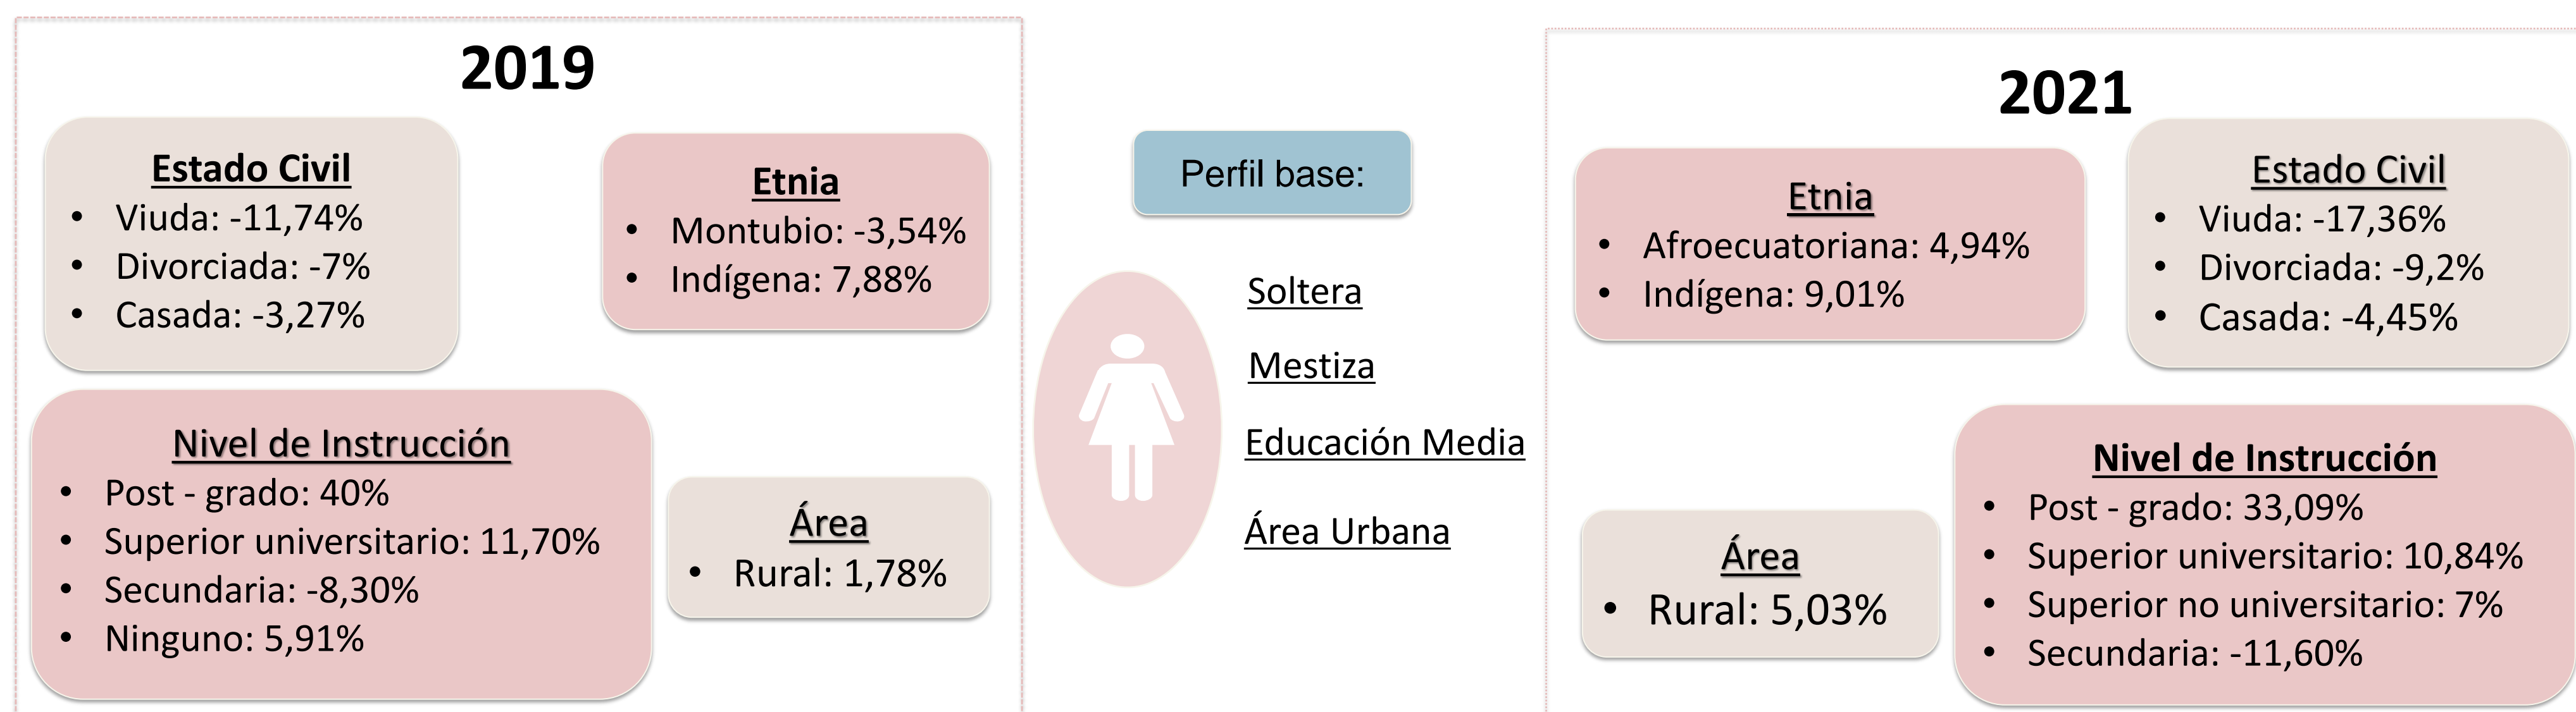 2019
Estado Civil
• Viuda: -11,74%
• Divorciada: -7%
• Casada: -3,27%
Etnia
• Montubio: -3,54%
• Indígena: 7,88%
Nivel de Instrucción
• Post - grado: 40%
• Superior universitario: 11,70%
• Secundaria: -8,30%
• Ninguno: 5,91%
Área
• Rural: 1,78%
Perfil base:
Soltera
Mestiza
Educación Media
Área Urbana
2021
Etnia
• Afroecuatoriana: 4,94%
• Indígena: 9,01%
Estado Civil
• Viuda: -17,36%
• Divorciada: -9,2%
• Casada: -4,45%
Área
• Rural: 5,03%
Nivel de Instrucción
• Post - grado: 33,09%
• Superior universitario: 10,84%
• Superior no universitario: 7%
• Secundaria: -11,60%